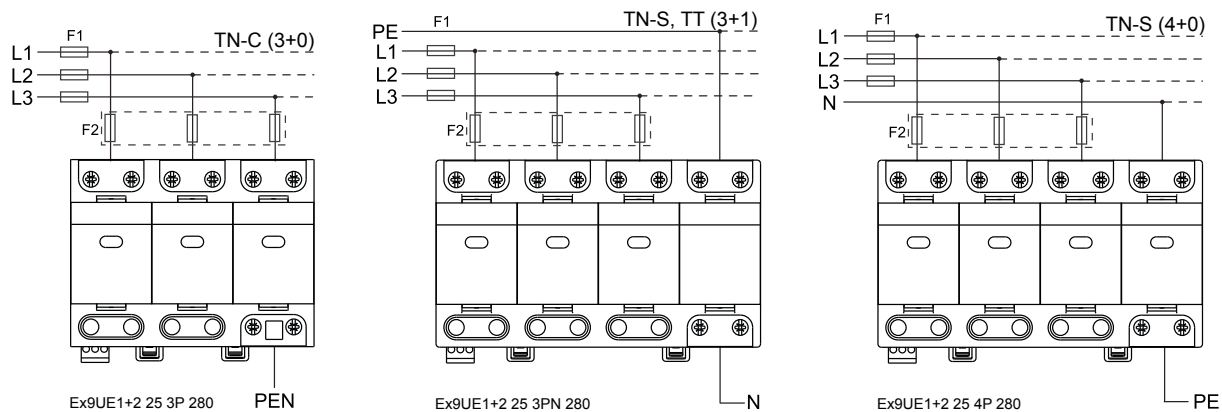 F1
TN-C (3+0)
L1
L2
L3
F2
Ex9UE1+2 25 3P 280
PEN
F1
TN-S, TT (3+1)
PE
L1
L2
L3
F2
Ex9UE1+2 25 3PN 280
N
F1
TN-S (4+0)
L1
L2
L3
N
F2
Ex9UE1+2 25 4P 280
PE